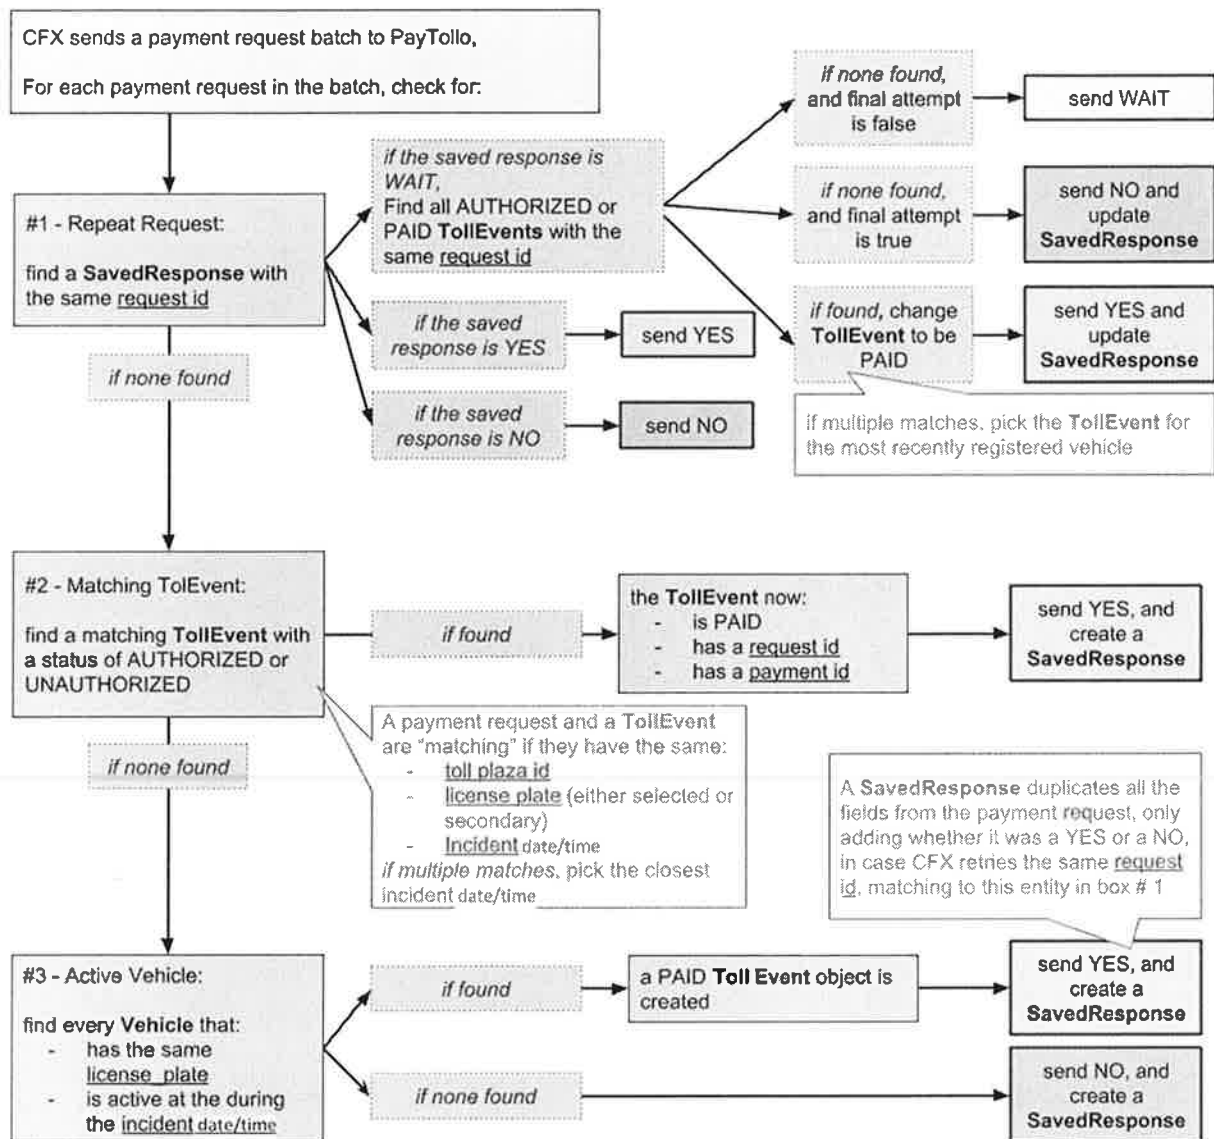 CFX sends a payment request batch to PayTollo,
For each payment request in the batch, check for:
#1 - Repeat Request:
find a SavedResponse with
the same request id
if the saved response is
WAIT,
Find all AUTHORIZED or
PAID TollEvents with the
same request id
if none found,
and final attempt
is false
send WAIT
if none found,
and final attempt
is true
send NO and
update
SavedResponse
if found, change
TollEvent to be
PAID
send YES and
update
SavedResponse
if multiple matches, pick the TollEvent for
the most recently registered vehicle
if the saved
response is YES
send YES
if the saved
response is NO
send NO
if none found
#2 - Matching TolEvent:
find a matching TollEvent with
a status of AUTHORIZED or
UNAUTHORIZED
if found
the TollEvent now:
- is PAID
- has a request id
- has a payment id
send YES, and
create a
SavedResponse
A payment request and a TollEvent
are "matching" if they have the same:
- toll plaza id
- license plate (either selected or
secondary)
- Incident date/time
if multiple matches, pick the closest
incident date/time
if none found
A SavedResponse duplicates all the
fields from the payment request, only
adding whether it was a YES or a NO,
in case CFX retries the same request
id, matching to this entity in box # 1
#3 - Active Vehicle:
find every Vehicle that:
- has the same
license plate
- is active at the during
the incident date/time
if found
a PAID Toll Event object is
created
send YES, and
create a
SavedResponse
if none found
send NO, and
create a
SavedResponse